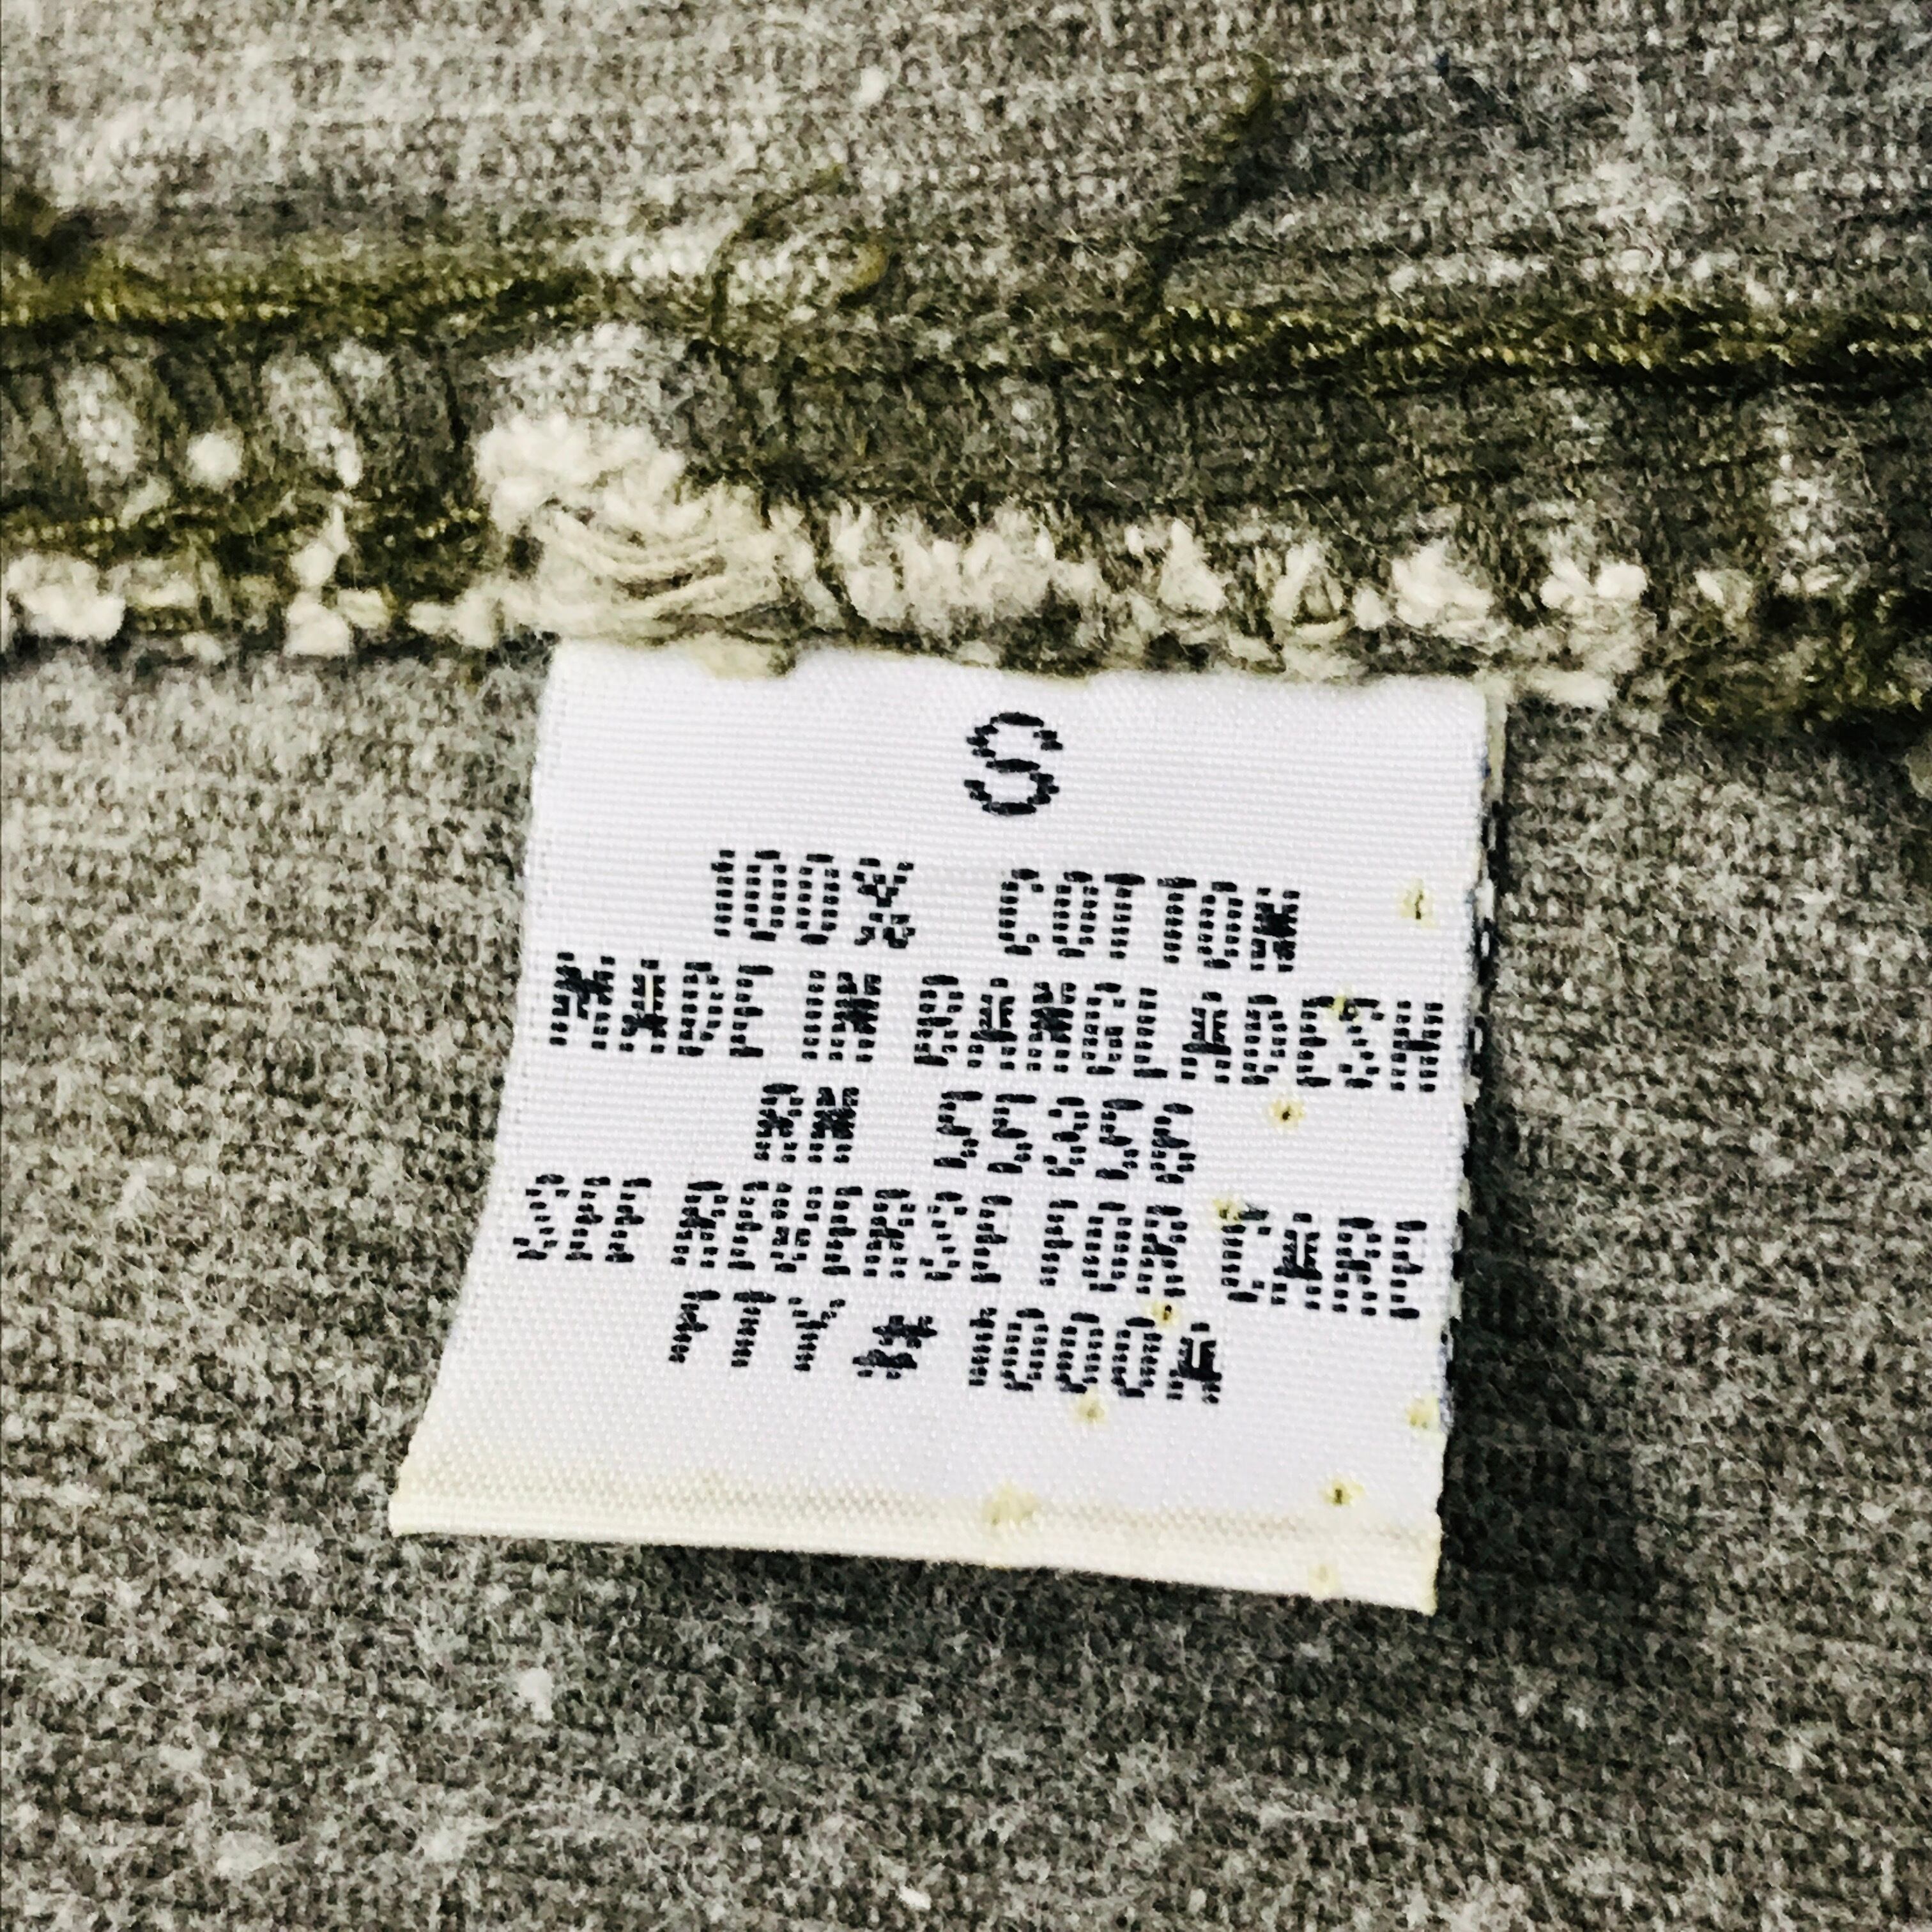 S
100% COTTON
MADE IN BANGLADESH
RN 55356
SEE REVERSE FOR CARE
FTY # 1000A